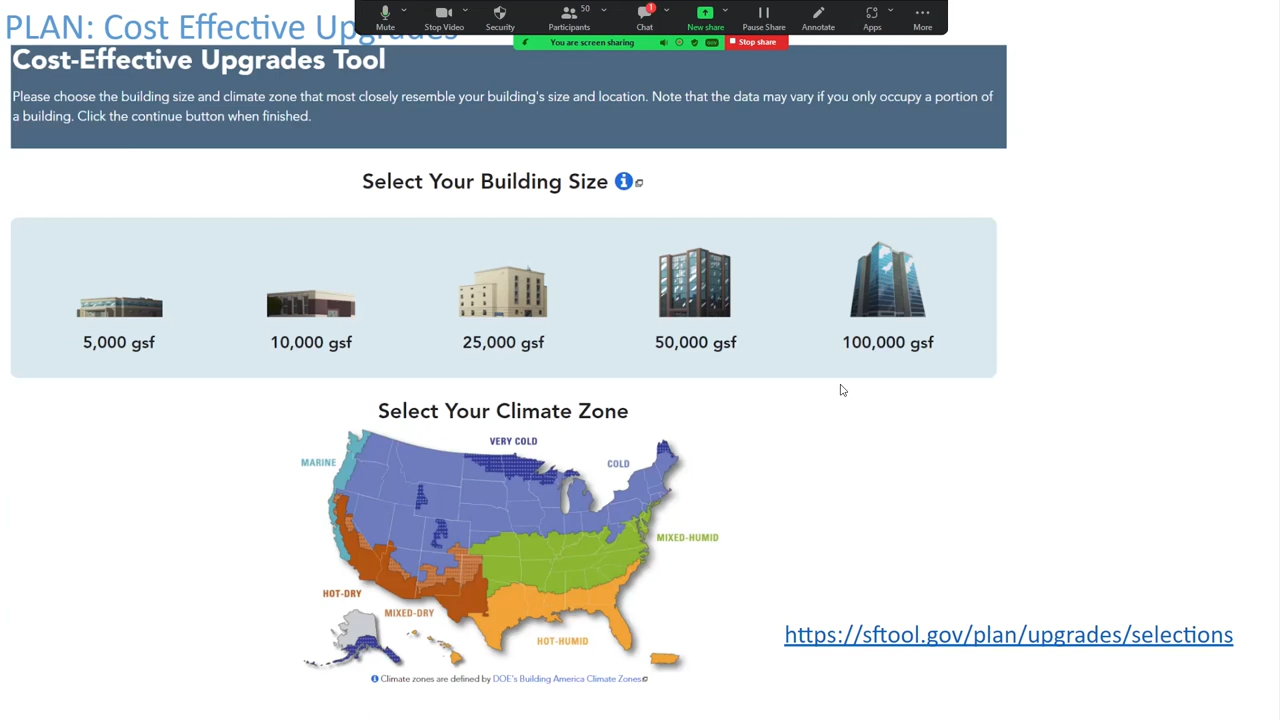 PLAN: Cost Effective Upgrades
Mute
Stop Video
Security
50
Participants
1
Chat
New share
Pause Share
Annotate
Apps
More
You are screen sharing
Stop share
Cost-Effective Upgrades Tool
Please choose the building size and climate zone that most closely resemble your building's size and location. Note that the data may vary if you only occupy a portion of
a building. Click the continue button when finished.
Select Your Building Size
5,000 gsf
10,000 gsf
25,000 gsf
50,000 gsf
100,000 gsf
Select Your Climate Zone
VERY COLD
MARINE
COLD
MIXED-HUMID
HOT-DRY
MIXED-DRY
HOT-HUMID
https://sftool.gov/plan/upgrades/selections
Climate zones are defined by DOE's Building America Climate Zones